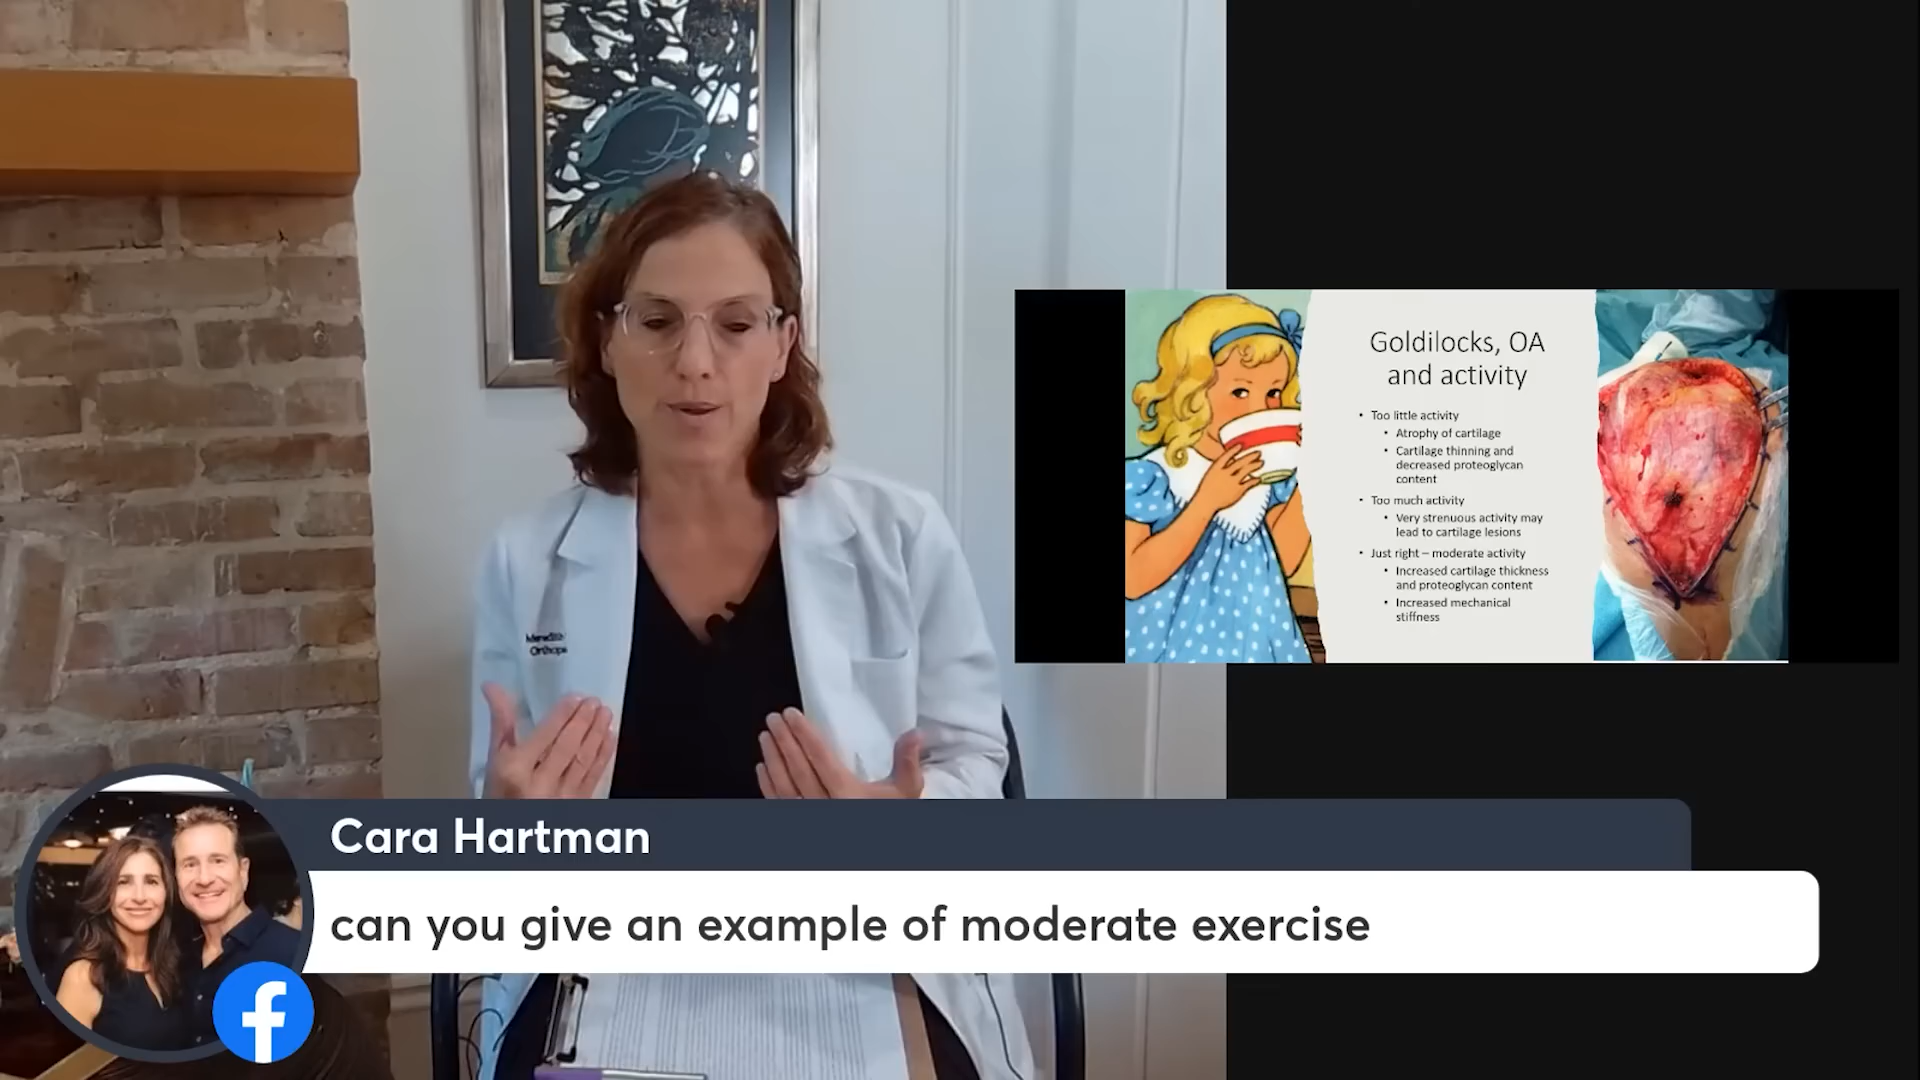 Goldilocks, OA
and activity
• Too little activity
• Atrophy of cartilage
• Cartilage thinning and
decreased proteoglycan
content
• Too much activity
• Very strenuous activity may
lead to cartilage lesions
• Just right – moderate activity
• Increased cartilage thickness
and proteoglycan content
• Increased mechanical
stiffness
Meredith
Cara Hartman
can you give an example of moderate exercise